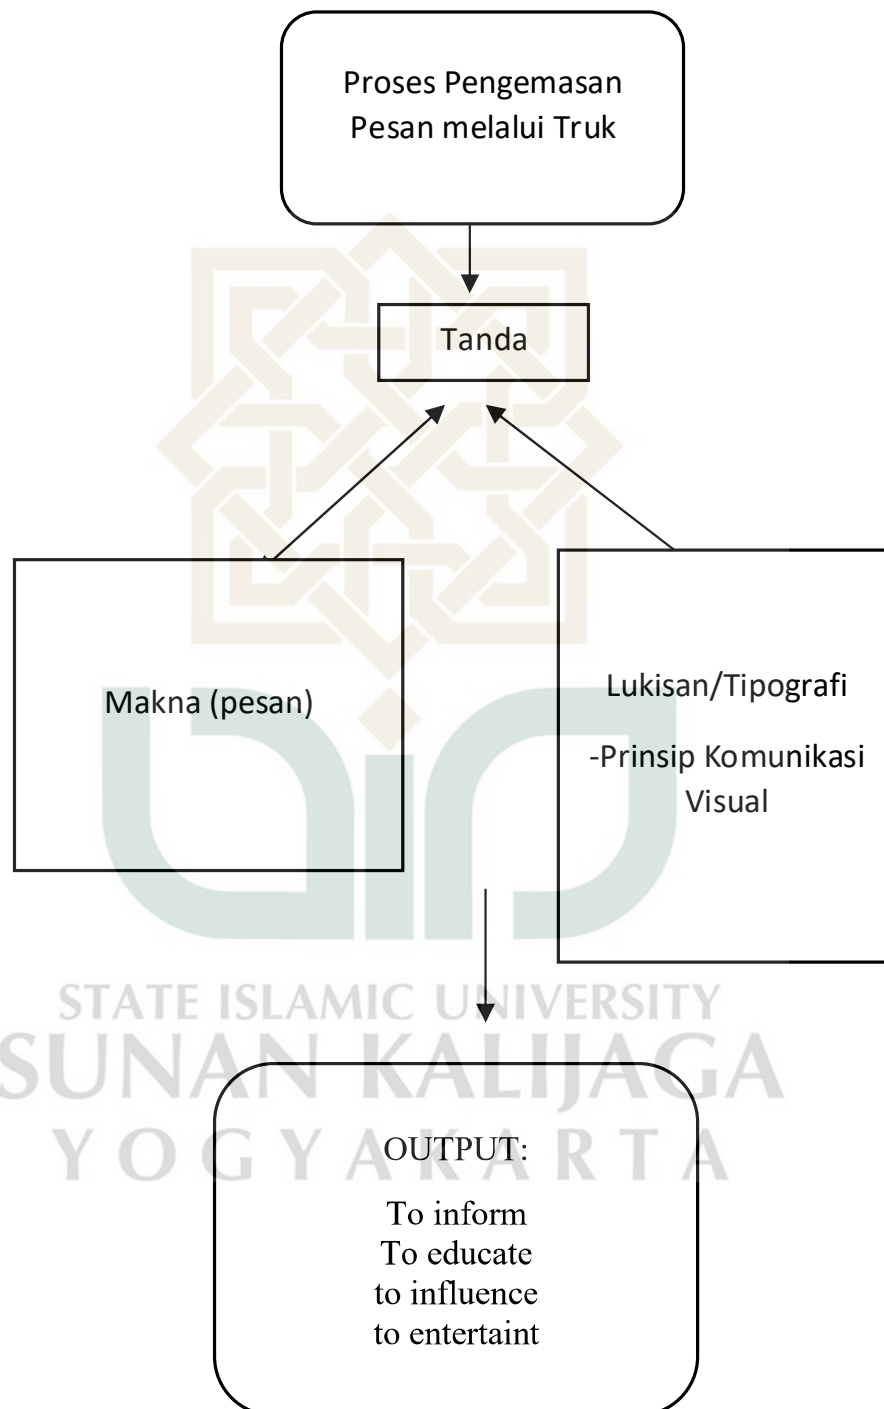 Proses Pengemasan
Pesan melalui Truk
Tanda
Makna (pesan)
Lukisan/Tipografi
-Prinsip Komunikasi
Visual
STATE ISLAMIC UNIVERSITY
SUNAN KALIJAGA
YOGYAKARTA
OUTPUT:
To inform
To educate
to influence
to entertaint